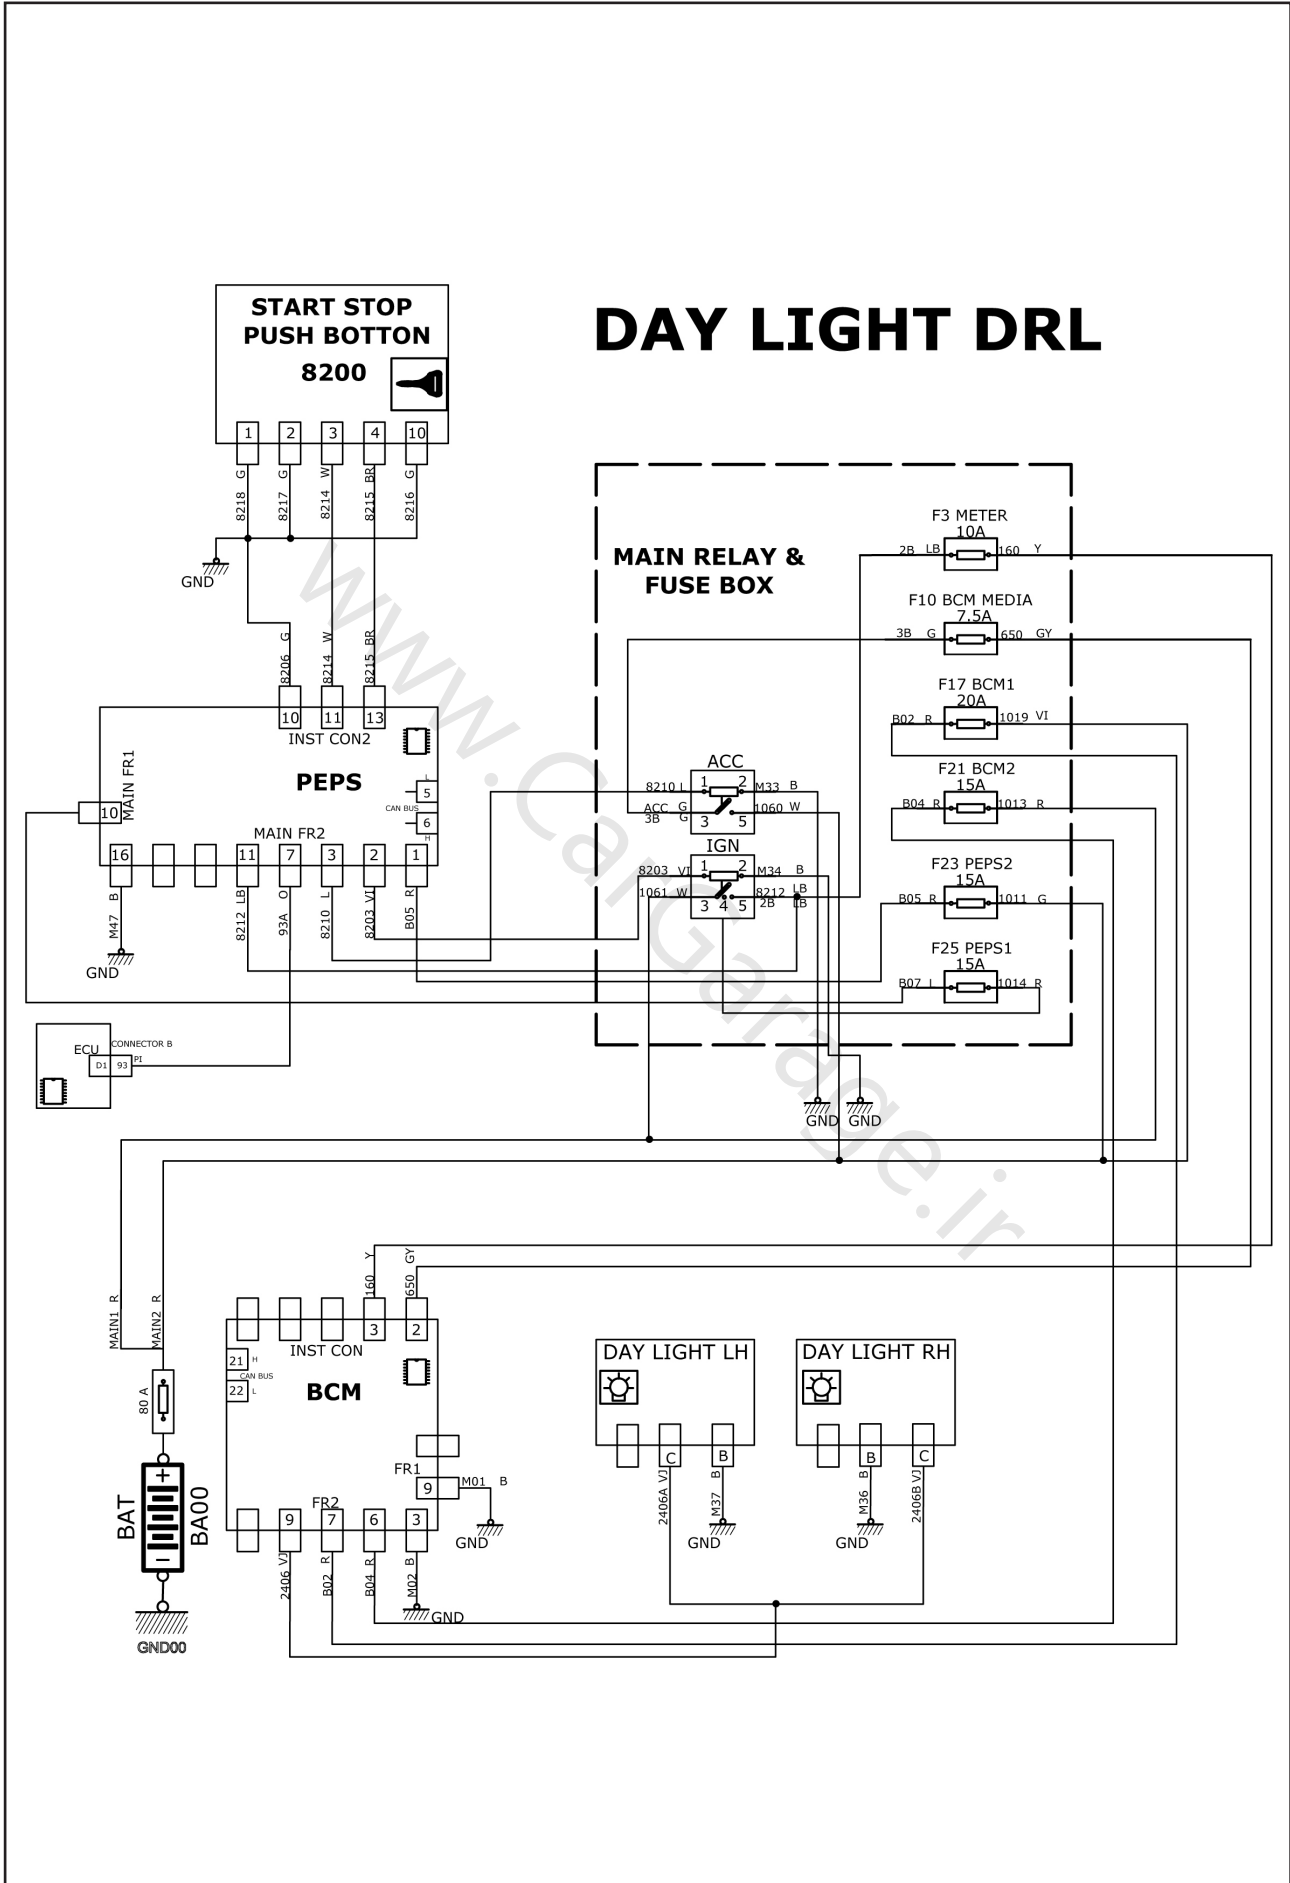 START STOP
PUSH BOTTON
8200
DAY LIGHT DRL
1 2 3 4 10
8218 G
8217 G
8214 W
8215 BR
8216 G
GND
8206 G
8214 W
8215 BR
10 11 13
INST CON2
PEPS
MAIN FR1
10
L
5
CAN BUS
6
H
MAIN FR2
16 11 7 3 2 1
M47 B
8212 LB
93A O
8210 L
8203 VI
B05 R
GND
MAIN RELAY &
FUSE BOX
F3 METER
10A
2B LB 160 Y
F10 BCM MEDIA
7.5A
3B G 650 GY
F17 BCM1
20A
B02 R 1019 VI
F21 BCM2
15A
B04 R 1013 R
F23 PEPS2
15A
B05 R 1011 G
F25 PEPS1
15A
B07 L 1014 R
ACC
8210 L 1 2 M33 B
ACC G 1060 W
3B G 3 5
IGN
8203 VI 1 2 M34 B
1061 W 8212 LB
3 4 5 2B LB
GND GND
ECU
CONNECTOR B
D1 93 PI
www.CarGarage.ir
MAIN1 R
MAIN2 R
80 A
BAT
+
−
BA00
GND00
160 Y
650 GY
3 2
INST CON
21 H
CAN BUS
22 L
BCM
FR1
9 M01 B
GND
FR2
9 7 6 3
2406 VJ
B02 R
B04 R
M02 B
GND
DAY LIGHT LH
C B
2406A VJ
M37 B
GND
DAY LIGHT RH
B C
M36 B
2406B VJ
GND